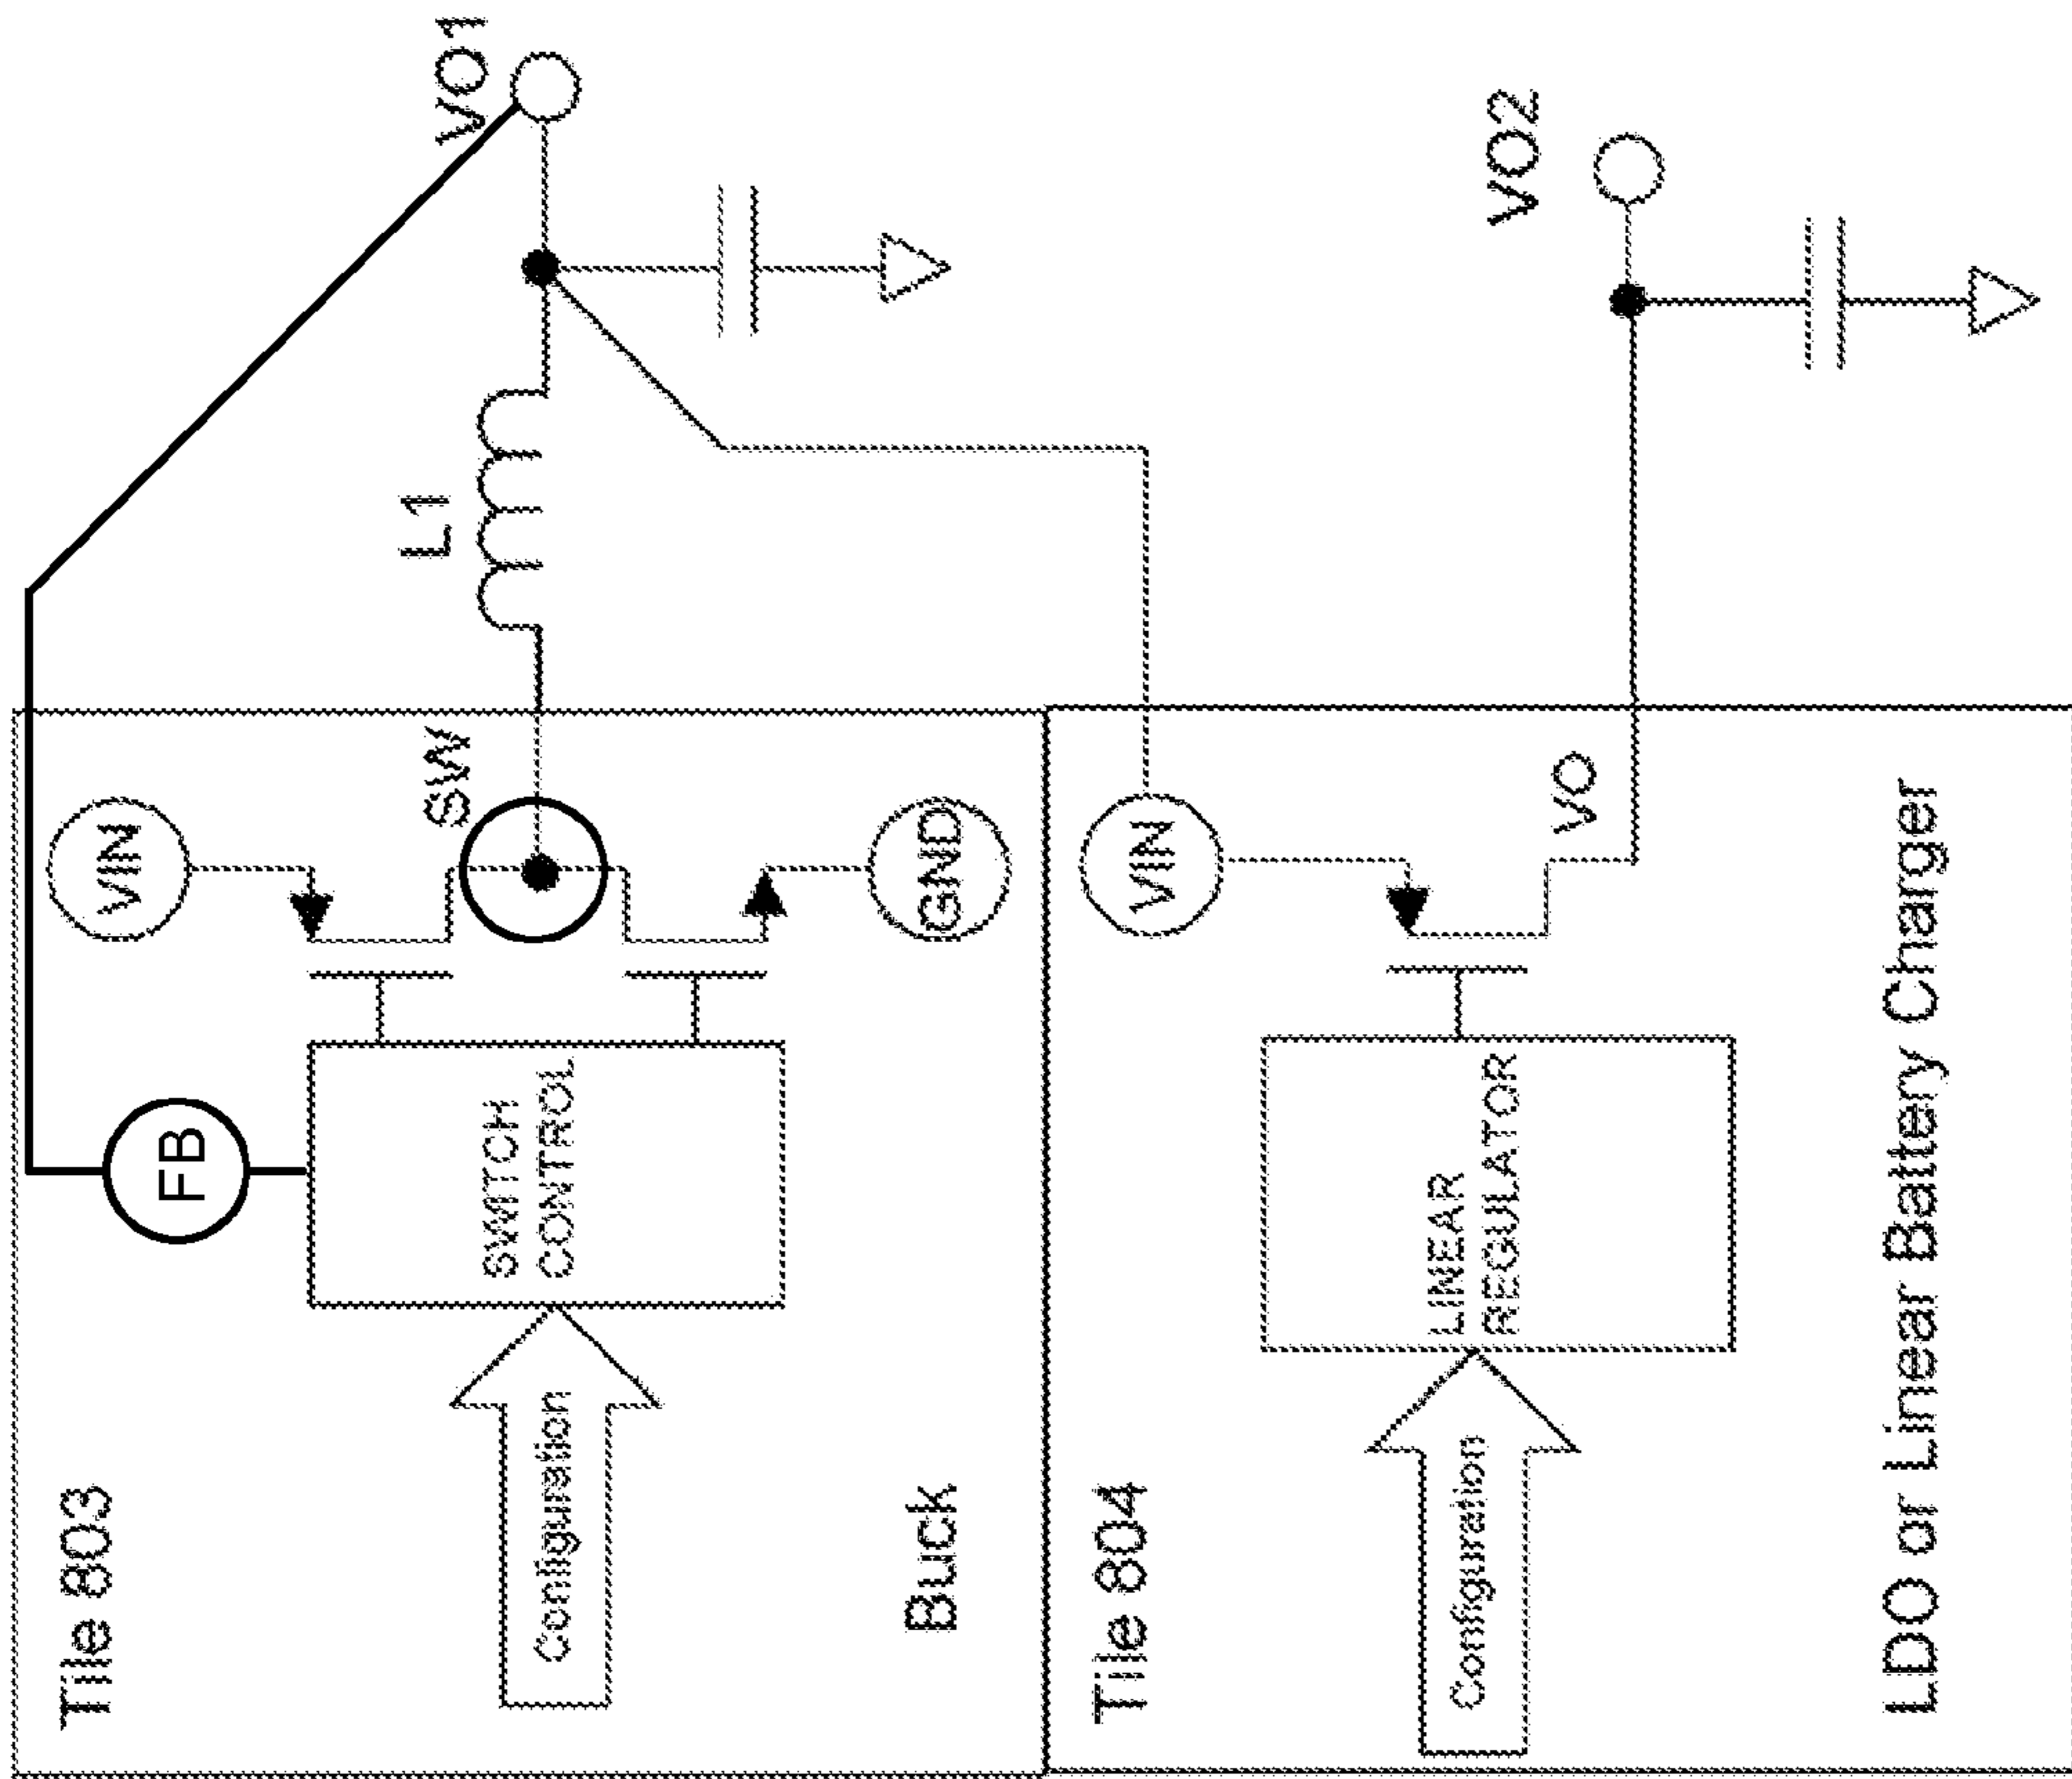 Tile 803
FB
VIN
SW
SWITCH
CONTROL
Configuration
GND
Buck
L1
VO1
Tile 804
VIN
VO
LINEAR
REGULATOR
Configuration
LDO or Linear Battery Charger
VO2